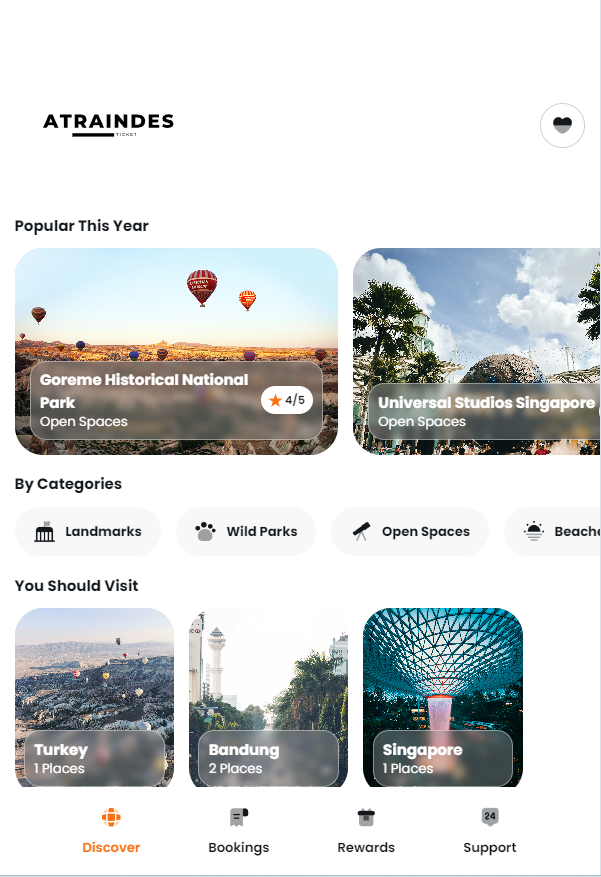 ATRAINDES
TICKET
Popular This Year
Goreme Historical National
Park
Open Spaces
4/5
Universal Studios Singapore
Open Spaces
By Categories
Landmarks
Wild Parks
Open Spaces
Beache
You Should Visit
Turkey
1 Places
Bandung
2 Places
Singapore
1 Places
24
Discover
Bookings
Rewards
Support